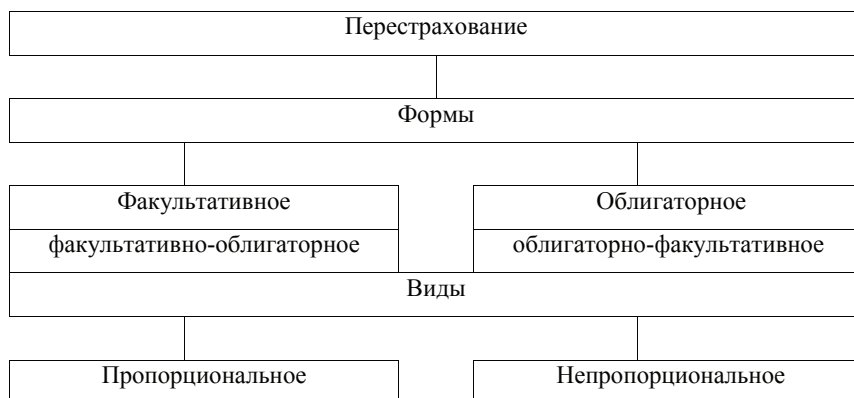 Перестрахование
Формы
Факультативное
Облигаторное
факультативно-облигаторное
облигаторно-факультативное
Виды
Пропорциональное
Непропорциональное